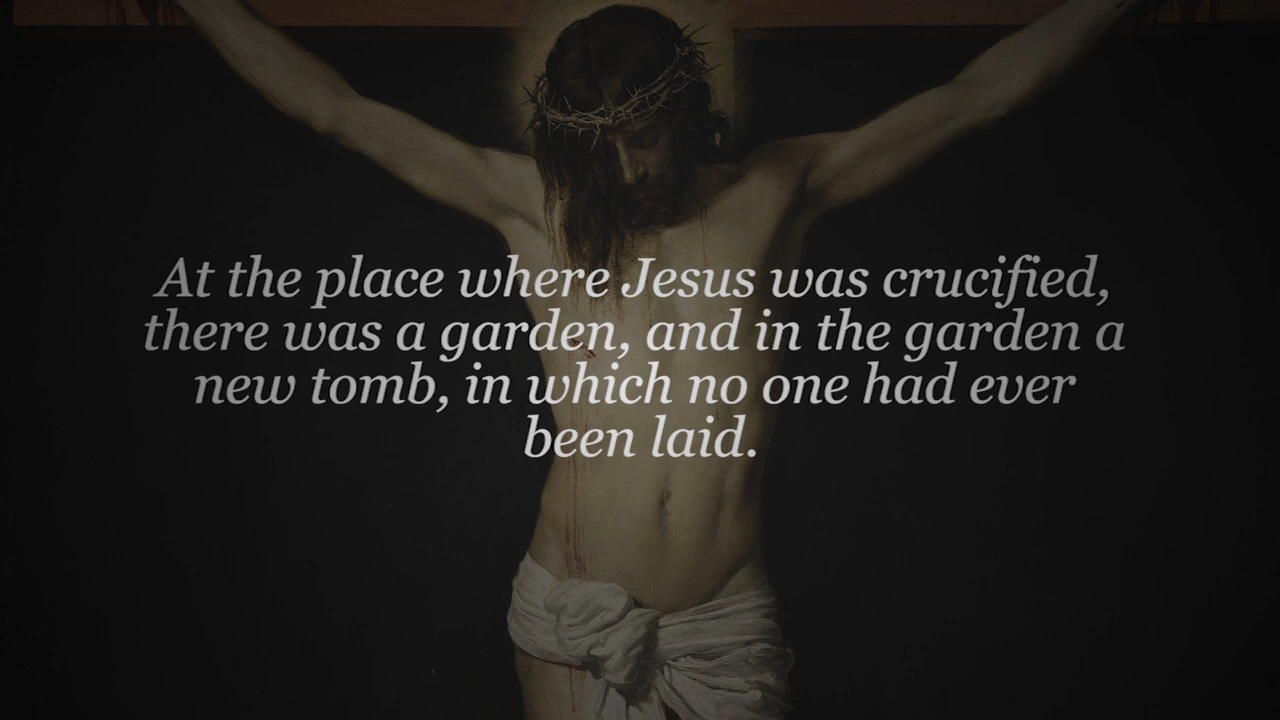 At the place where Jesus was crucified,
there was a garden, and in the garden a
new tomb, in which no one had ever
been laid.